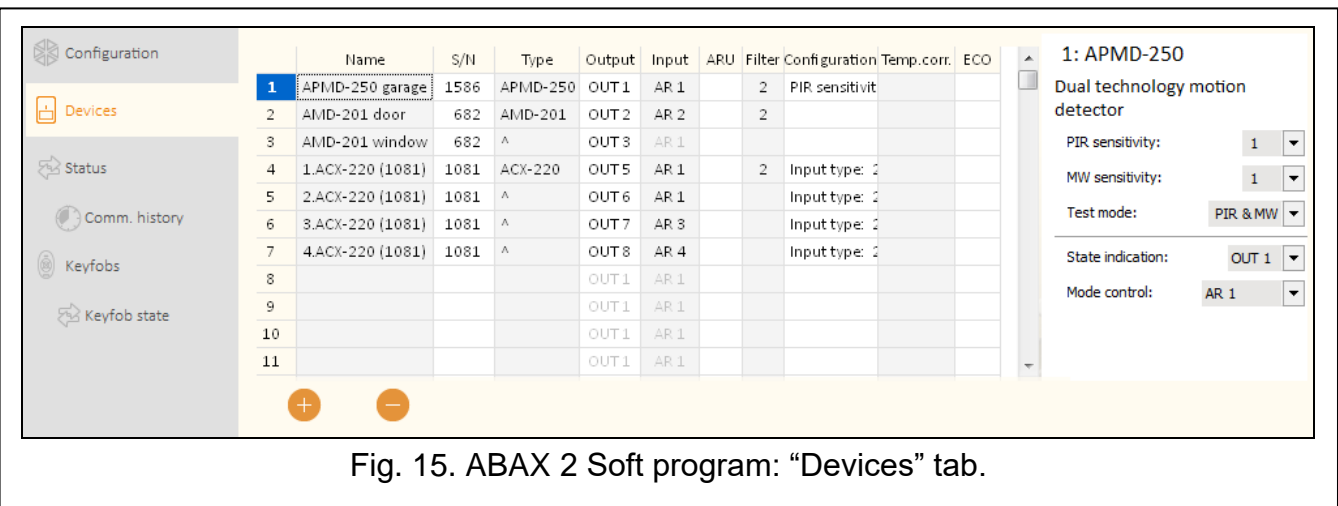 Configuration
Devices
Status
Comm. history
Keyfobs
Keyfob state
Name S/N Type Output Input ARU Filter Configuration Temp.corr. ECO
1 APMD-250 garage 1586 APMD-250 OUT 1 AR 1 2 PIR sensitivit
2 AMD-201 door 682 AMD-201 OUT 2 AR 2 2
3 AMD-201 window 682 ^ OUT 3 AR 1
4 1.ACX-220 (1081) 1081 ACX-220 OUT 5 AR 1 2 Input type: 2
5 2.ACX-220 (1081) 1081 ^ OUT 6 AR 1 Input type: 2
6 3.ACX-220 (1081) 1081 ^ OUT 7 AR 3 Input type: 2
7 4.ACX-220 (1081) 1081 ^ OUT 8 AR 4 Input type: 2
8 OUT 1 AR 1
9 OUT 1 AR 1
10 OUT 1 AR 1
11 OUT 1 AR 1
1: APMD-250
Dual technology motion
detector
PIR sensitivity: 1
MW sensitivity: 1
Test mode: PIR & MW
State indication: OUT 1
Mode control: AR 1
Fig. 15. ABAX 2 Soft program: “Devices” tab.